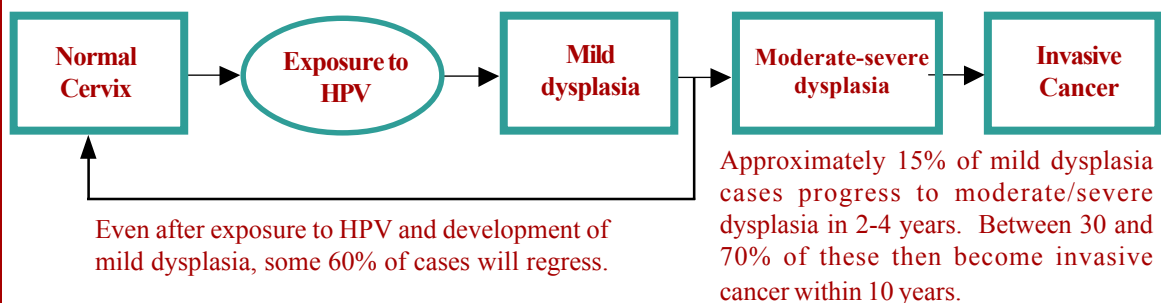 Normal
Cervix
Exposure to
HPV
Mild
dysplasia
Moderate-severe
dysplasia
Invasive
Cancer
Even after exposure to HPV and development of
mild dysplasia, some 60% of cases will regress.
Approximately 15% of mild dysplasia
cases progress to moderate/severe
dysplasia in 2-4 years. Between 30 and
70% of these then become invasive
cancer within 10 years.